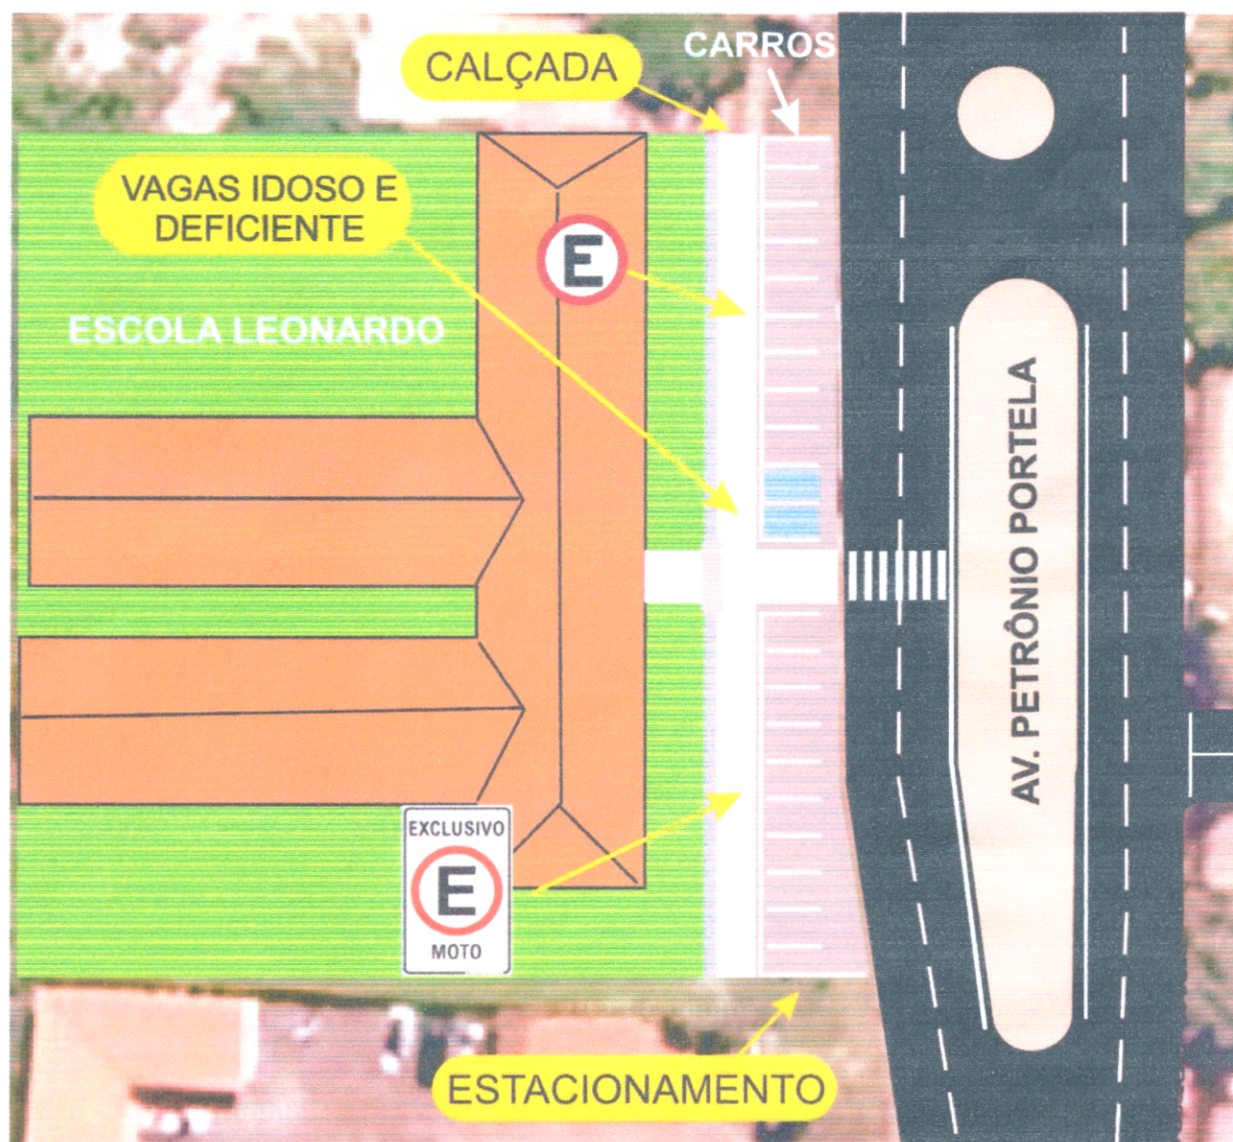 CALÇADA
CARROS
VAGAS IDOSO E
DEFICIENTE
E
ESCOLA LEONARDO
AV. PETRÔNIO PORTELA
EXCLUSIVO
E
MOTO
ESTACIONAMENTO